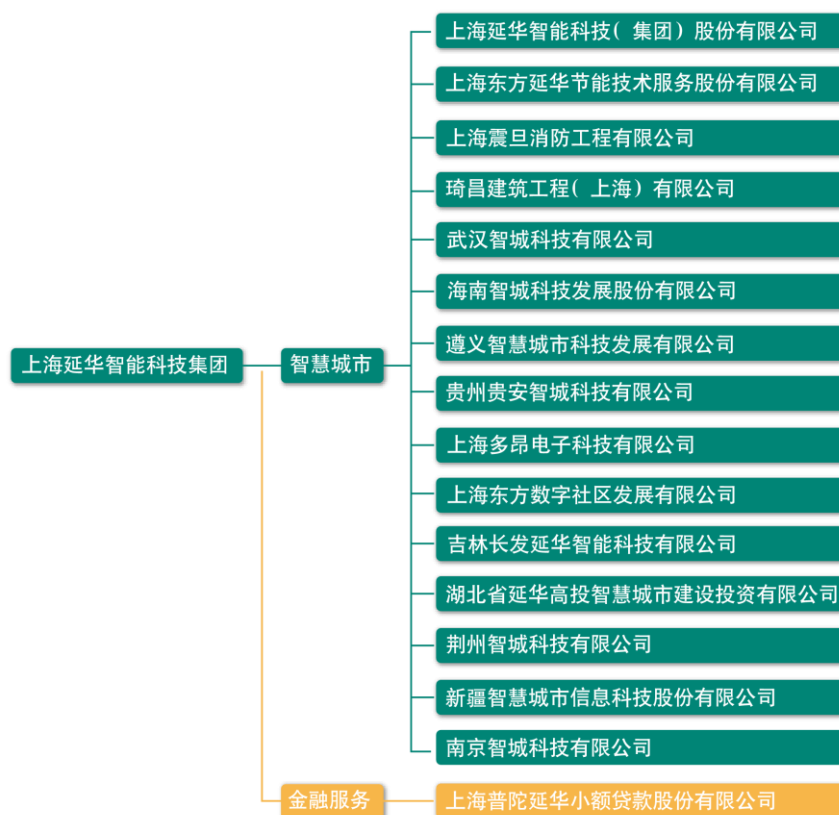 上海延华智能科技集团
智慧城市
上海延华智能科技( 集团) 股份有限公司
上海东方延华节能技术服务股份有限公司
上海震旦消防工程有限公司
琦昌建筑工程( 上海) 有限公司
武汉智城科技有限公司
海南智城科技发展股份有限公司
遵义智慧城市科技发展有限公司
贵州贵安智城科技有限公司
上海多昂电子科技有限公司
上海东方数字社区发展有限公司
吉林长发延华智能科技有限公司
湖北省延华高投智慧城市建设投资有限公司
荆州智城科技有限公司
新疆智慧城市信息科技股份有限公司
南京智城科技有限公司
金融服务
上海普陀延华小额贷款股份有限公司